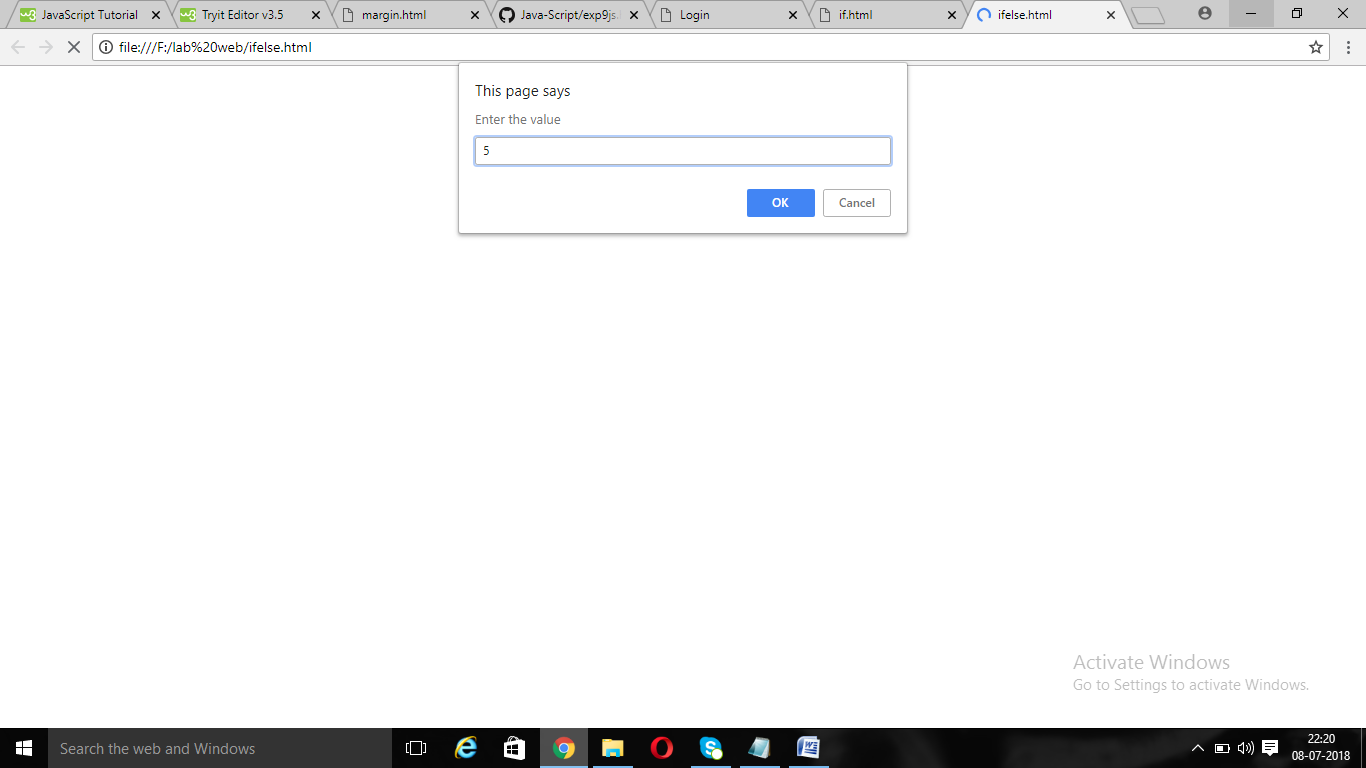 JavaScript Tutorial
Tryit Editor v3.5
margin.html
Java-Script/exp9js.
Login
if.html
ifelse.html
file:///F:/lab%20web/ifelse.html
This page says
Enter the value
5
OK
Cancel
Activate Windows
Go to Settings to activate Windows.
Search the web and Windows
22:20
08-07-2018